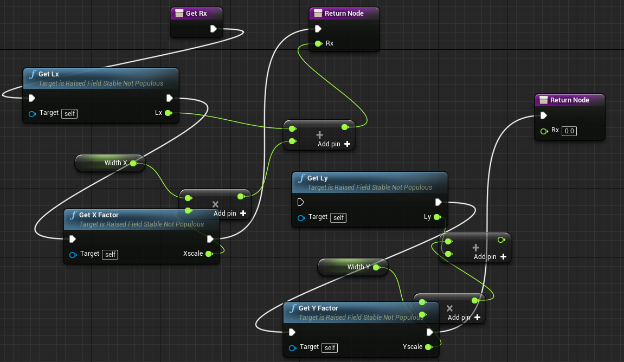 Get Rx
Return Node
Rx
Get Lx
Target is Raised Field Stable Not Populous
Target self
Lx
+
Add pin +
Width X
×
Add pin +
Get X Factor
Target is Raised Field Stable Not Populous
Target self
Xscale
Return Node
Rx 0.0
Get Ly
Target is Raised Field Stable Not Populous
Target self
Ly
+
Add pin +
Width Y
×
Add pin +
Get Y Factor
Target is Raised Field Stable Not Populous
Target self
Yscale